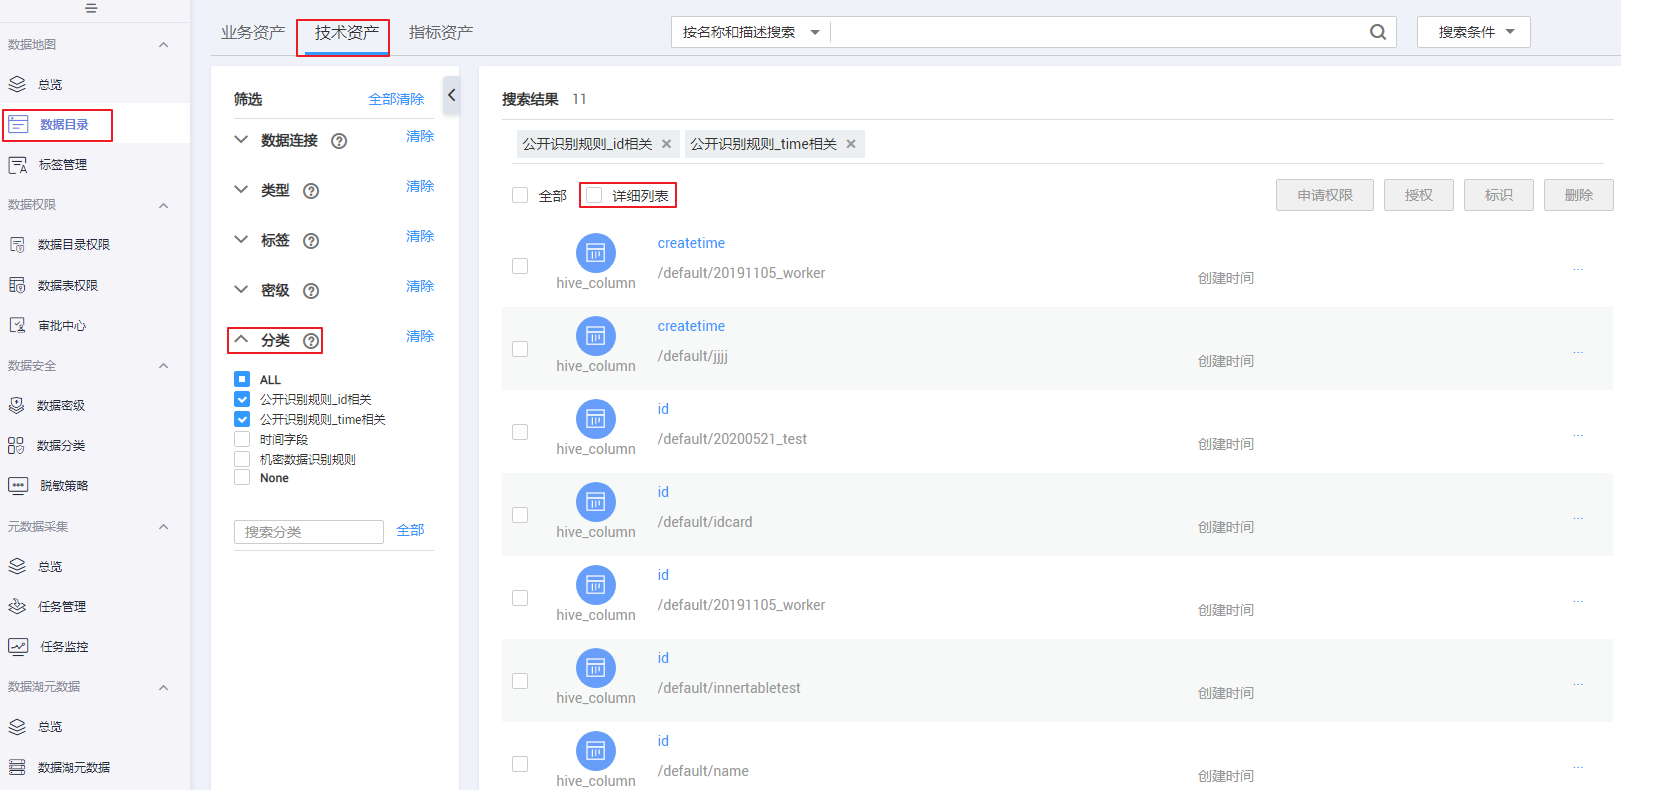 数据地图
总览
数据目录
标签管理
数据权限
数据目录权限
数据表权限
审批中心
数据安全
数据密级
数据分类
脱敏策略
元数据采集
总览
任务管理
任务监控
数据湖元数据
总览
数据湖元数据
业务资产 技术资产 指标资产
按名称和描述搜索
搜索条件
筛选 全部清除
数据连接 ? 清除
类型 ? 清除
标签 ? 清除
密级 ? 清除
分类 ? 清除
ALL
公开识别规则_id相关
公开识别规则_time相关
时间字段
机密数据识别规则
None
搜索分类 全部
搜索结果 11
公开识别规则_id相关 × 公开识别规则_time相关 ×
全部 详细列表 申请权限 授权 标识 删除
createtime
/default/20191105_worker
hive_column 创建时间 ...
createtime
/default/jjjj
hive_column 创建时间 ...
id
/default/20200521_test
hive_column 创建时间 ...
id
/default/idcard
hive_column 创建时间 ...
id
/default/20191105_worker
hive_column 创建时间 ...
id
/default/innertabletest
hive_column 创建时间 ...
id
/default/name
hive_column 创建时间 ...